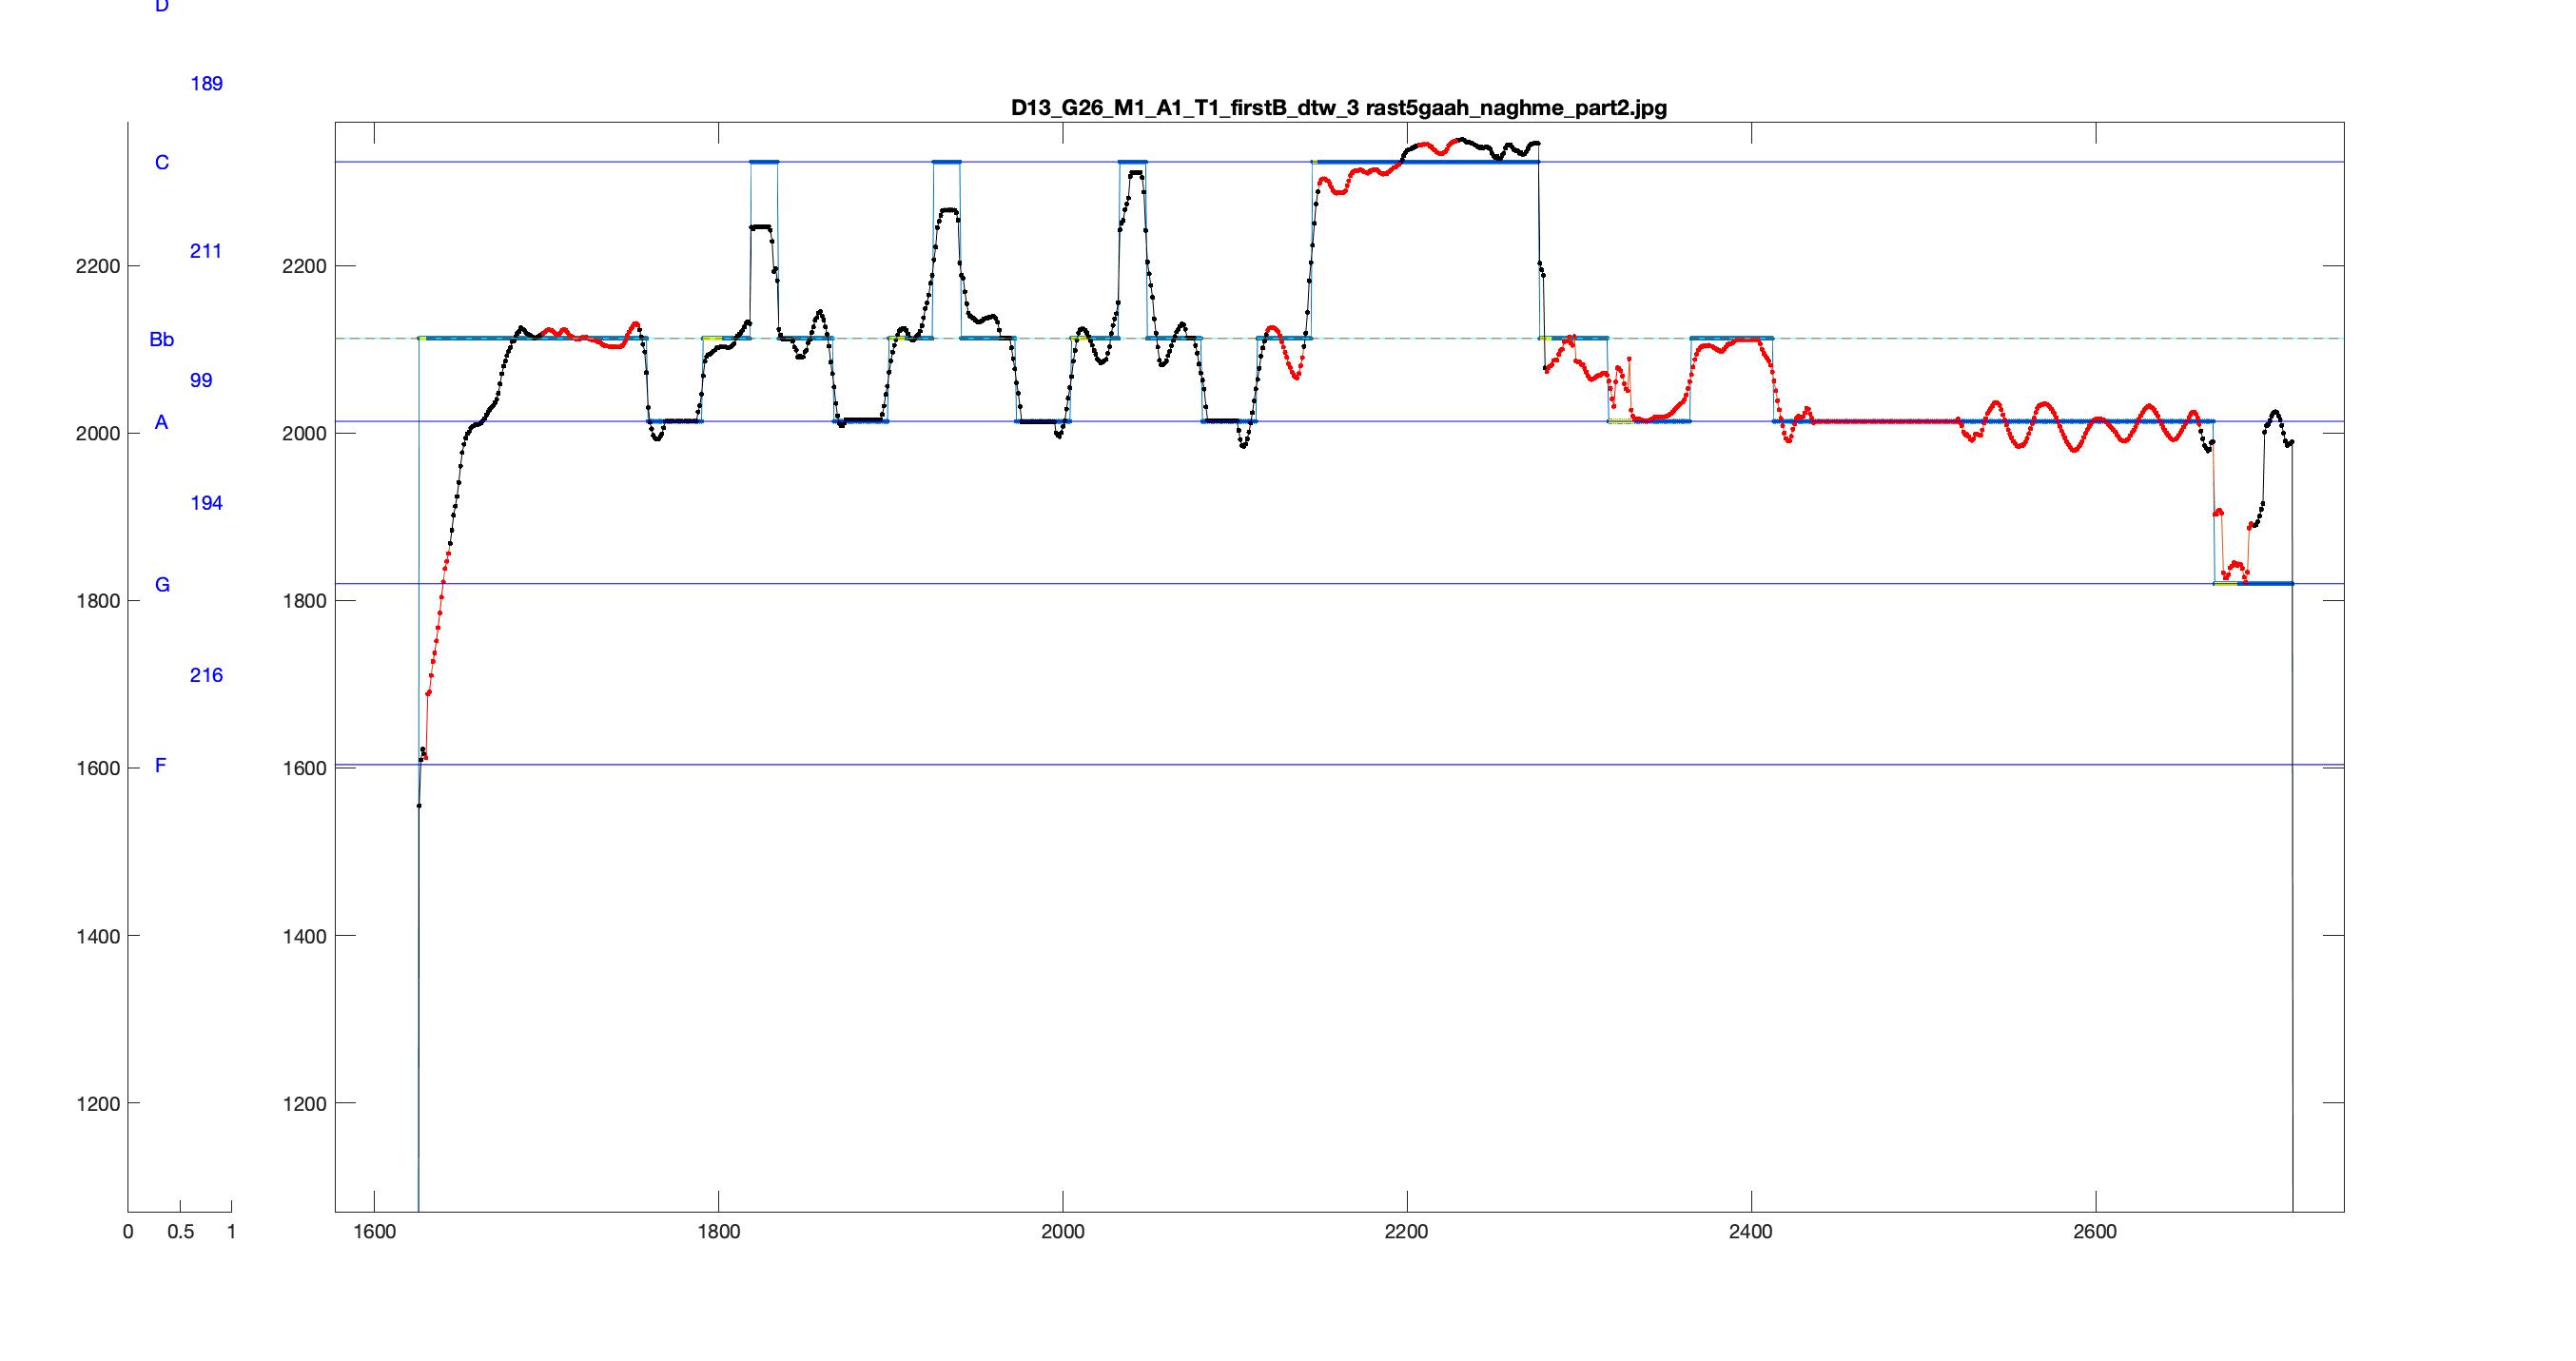 D
189
D13_G26_M1_A1_T1_firstB_dtw_3 rast5gaah_naghme_part2.jpg
C
211
2200 2200
Bb
99
A
2000 2000
194
G
1800 1800
216
F
1600 1600
1400 1400
1200 1200
0 0.5 1 1600 1800 2000 2200 2400 2600